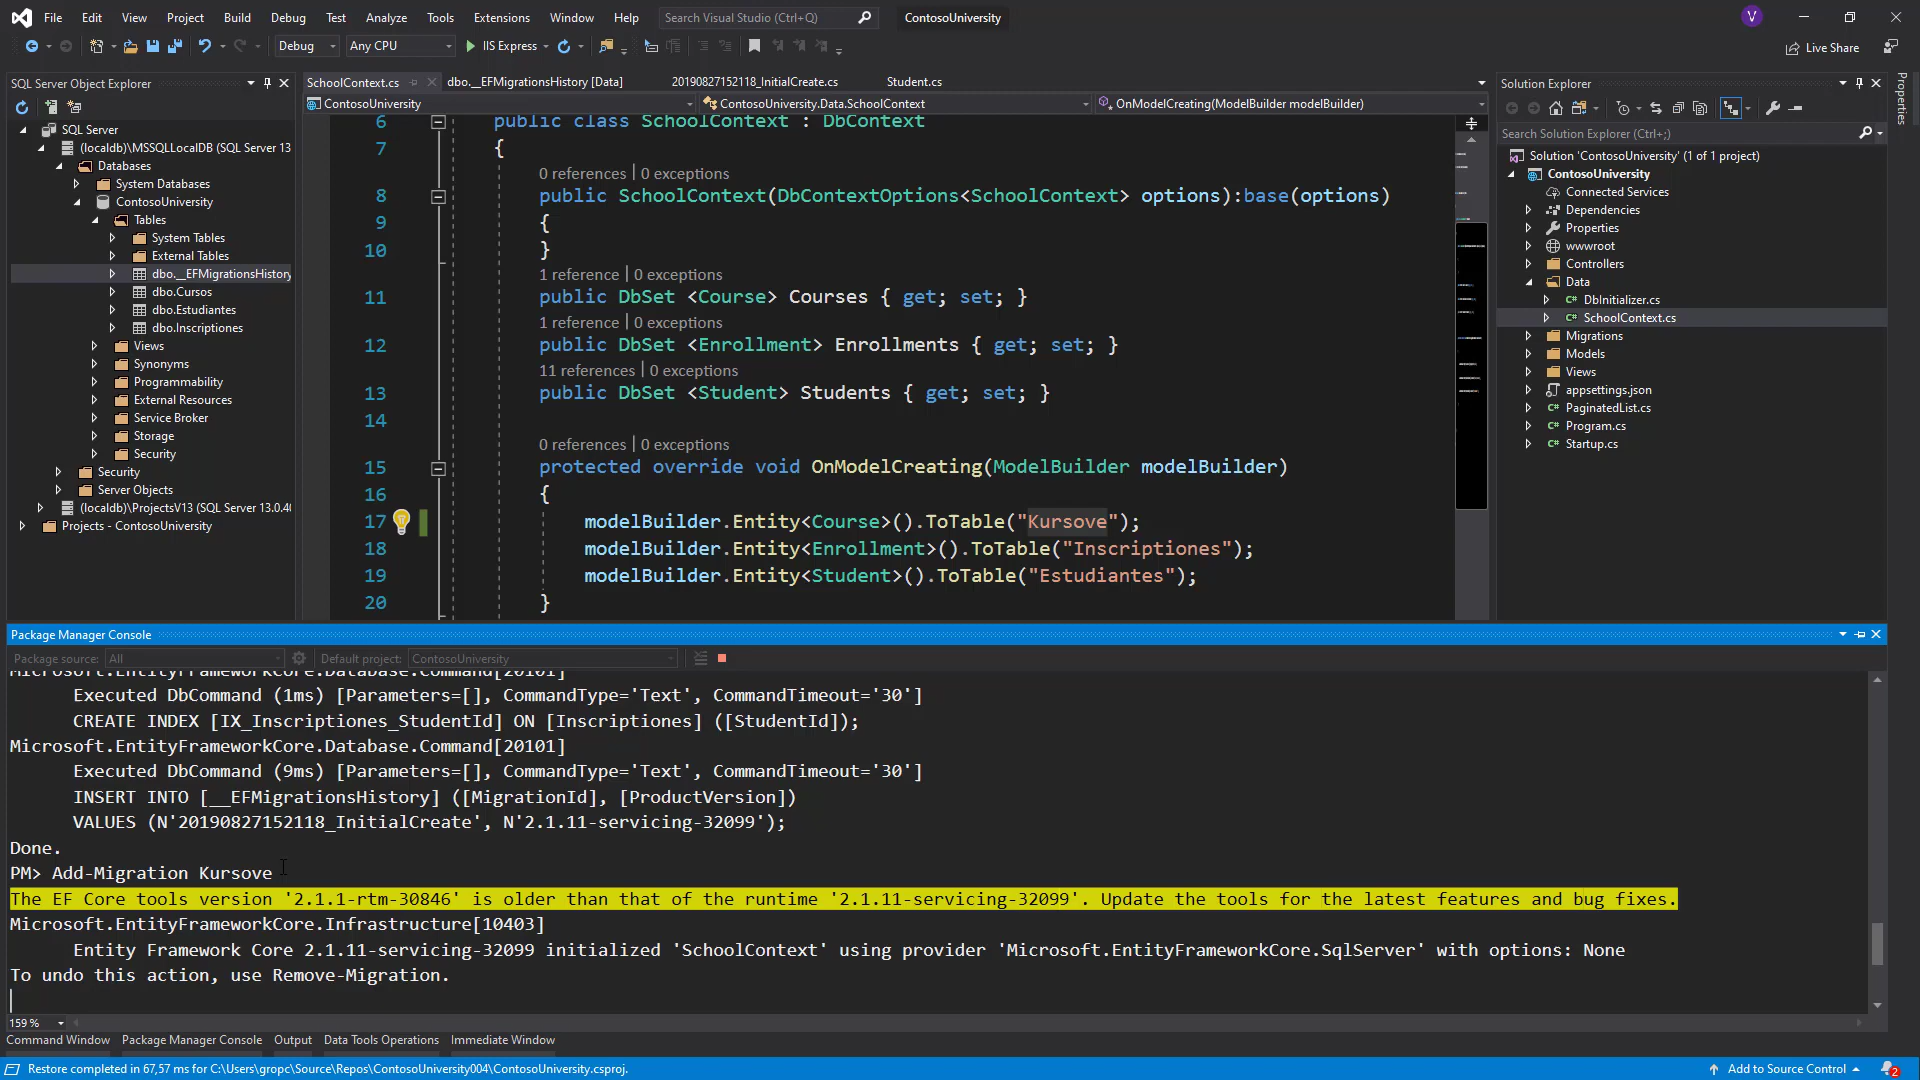 File Edit View Project Build Debug Test Analyze Tools Extensions Window Help Search Visual Studio (Ctrl+Q) ContosoUniversity V
Debug Any CPU IIS Express Live Share
SQL Server Object Explorer
SQL Server
(localdb)\MSSQLLocalDB (SQL Server 13
Databases
System Databases
ContosoUniversity
Tables
System Tables
External Tables
dbo.__EFMigrationsHistory
dbo.Cursos
dbo.Estudiantes
dbo.Inscriptiones
Views
Synonyms
Programmability
External Resources
Service Broker
Storage
Security
Security
Server Objects
(localdb)\ProjectsV13 (SQL Server 13.0.40
Projects - ContosoUniversity
SchoolContext.cs dbo.__EFMigrationsHistory [Data] 20190827152118_InitialCreate.cs Student.cs
ContosoUniversity ContosoUniversity.Data.SchoolContext OnModelCreating(ModelBuilder modelBuilder)
6 public class SchoolContext : DbContext
7 {
0 references | 0 exceptions
8 public SchoolContext(DbContextOptions<SchoolContext> options):base(options)
9 {
10 }
1 reference | 0 exceptions
11 public DbSet <Course> Courses { get; set; }
1 reference | 0 exceptions
12 public DbSet <Enrollment> Enrollments { get; set; }
11 references | 0 exceptions
13 public DbSet <Student> Students { get; set; }
14
0 references | 0 exceptions
15 protected override void OnModelCreating(ModelBuilder modelBuilder)
16 {
17 modelBuilder.Entity<Course>().ToTable("Kursove");
18 modelBuilder.Entity<Enrollment>().ToTable("Inscriptiones");
19 modelBuilder.Entity<Student>().ToTable("Estudiantes");
20 }
Solution Explorer
Search Solution Explorer (Ctrl+;)
Solution 'ContosoUniversity' (1 of 1 project)
ContosoUniversity
Connected Services
Dependencies
Properties
wwwroot
Controllers
Data
DbInitializer.cs
SchoolContext.cs
Migrations
Models
Views
appsettings.json
PaginatedList.cs
Program.cs
Startup.cs
Properties
Package Manager Console
Package source: All Default project: ContosoUniversity
Microsoft.EntityFrameworkCore.Database.Command[20101]
Executed DbCommand (1ms) [Parameters=[], CommandType='Text', CommandTimeout='30']
CREATE INDEX [IX_Inscriptiones_StudentId] ON [Inscriptiones] ([StudentId]);
Microsoft.EntityFrameworkCore.Database.Command[20101]
Executed DbCommand (9ms) [Parameters=[], CommandType='Text', CommandTimeout='30']
INSERT INTO [__EFMigrationsHistory] ([MigrationId], [ProductVersion])
VALUES (N'20190827152118_InitialCreate', N'2.1.11-servicing-32099');
Done.
PM> Add-Migration Kursove
The EF Core tools version '2.1.1-rtm-30846' is older than that of the runtime '2.1.11-servicing-32099'. Update the tools for the latest features and bug fixes.
Microsoft.EntityFrameworkCore.Infrastructure[10403]
Entity Framework Core 2.1.11-servicing-32099 initialized 'SchoolContext' using provider 'Microsoft.EntityFrameworkCore.SqlServer' with options: None
To undo this action, use Remove-Migration.
159 %
Command Window Package Manager Console Output Data Tools Operations Immediate Window
Restore completed in 67,57 ms for C:\Users\gropc\Source\Repos\ContosoUniversity004\ContosoUniversity.csproj. Add to Source Control 2